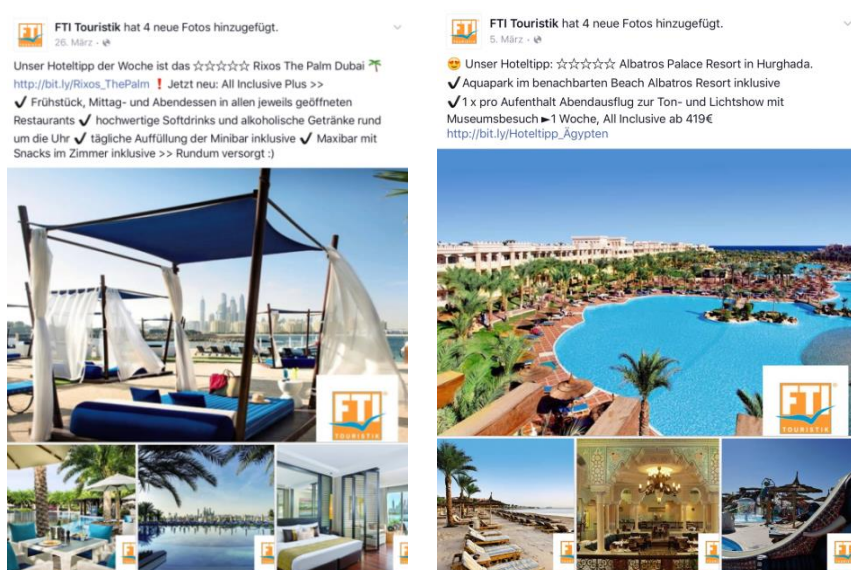 FTI Touristik hat 4 neue Fotos hinzugefügt.
26. März
Unser Hoteltipp der Woche ist das ☆☆☆☆☆ Rixos The Palm Dubai 🌴
http://bit.ly/Rixos_ThePalm ❗ Jetzt neu: All Inclusive Plus >>
✔ Frühstück, Mittag- und Abendessen in allen jeweils geöffneten
Restaurants ✔ hochwertige Softdrinks und alkoholische Getränke rund
um die Uhr ✔ tägliche Auffüllung der Minibar inklusive ✔ Maxibar mit
Snacks im Zimmer inklusive >> Rundum versorgt :)
FTI
TOURISTIK
FTI
FTI
FTI Touristik hat 4 neue Fotos hinzugefügt.
5. März
😍 Unser Hoteltipp: ☆☆☆☆☆ Albatros Palace Resort in Hurghada.
✔Aquapark im benachbarten Beach Albatros Resort inklusive
✔1 x pro Aufenthalt Abendausflug zur Ton- und Lichtshow mit
Museumsbesuch ►1 Woche, All Inclusive ab 419€
http://bit.ly/Hoteltipp_Ägypten
FTI
TOURISTIK
FTI
FTI
FTI